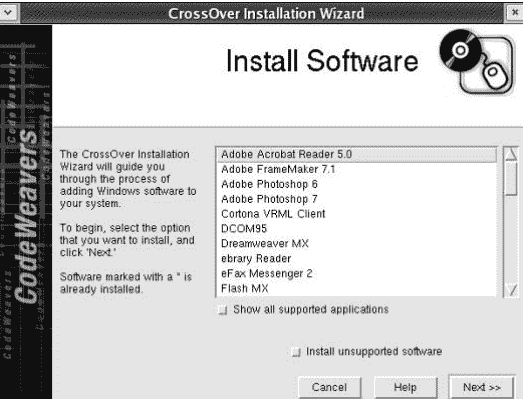 CrossOver Installation Wizard
Install Software
CodeWeavers
CodeWeavers
CodeWeavers
The CrossOver Installation
Wizard will guide you
through the process of
adding Windows software to
your system.
To begin, select the option
that you want to install, and
click 'Next.'
Software marked with a * is
already installed.
Adobe Acrobat Reader 5.0
Adobe FrameMaker 7.1
Adobe Photoshop 6
Adobe Photoshop 7
Cortona VRML Client
DCOM95
Dreamweaver MX
ebrary Reader
eFax Messenger 2
Flash MX
Show all supported applications
Install unsupported software
Cancel
Help
Next >>